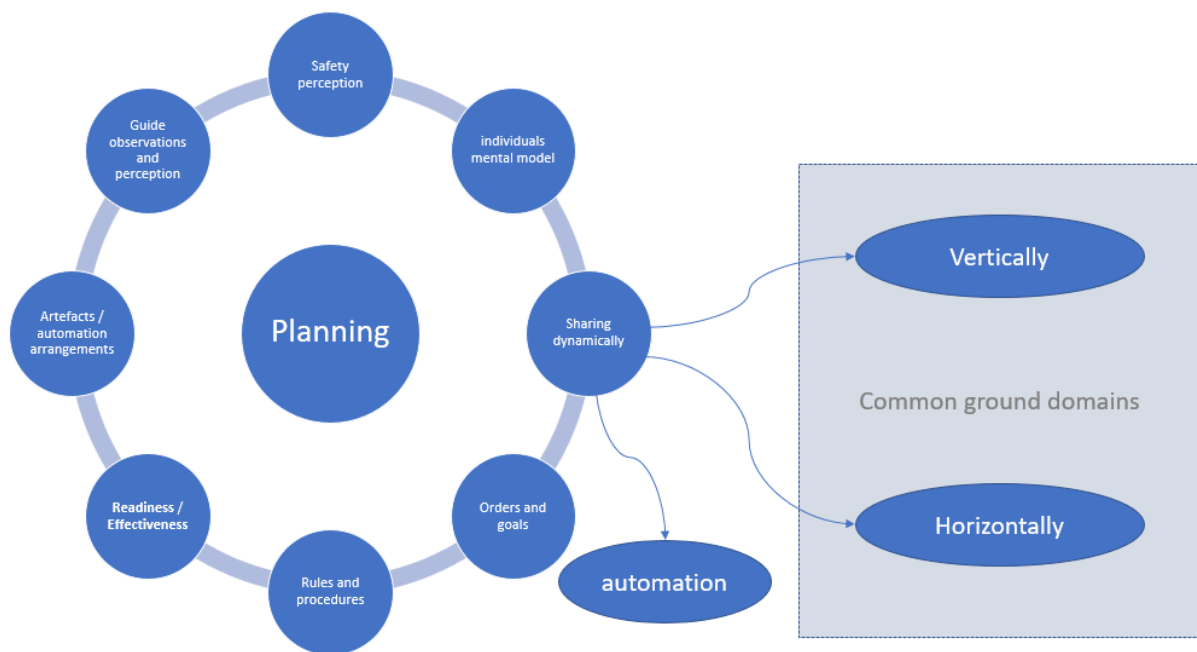 Safety
perception
Guide
observations
and
perception
individuals
mental model
Vertically
Artefacts /
automation
arrangements
Planning
Sharing
dynamically
Common ground domains
Readiness /
Effectiveness
Orders and
goals
Horizontally
Rules and
procedures
automation